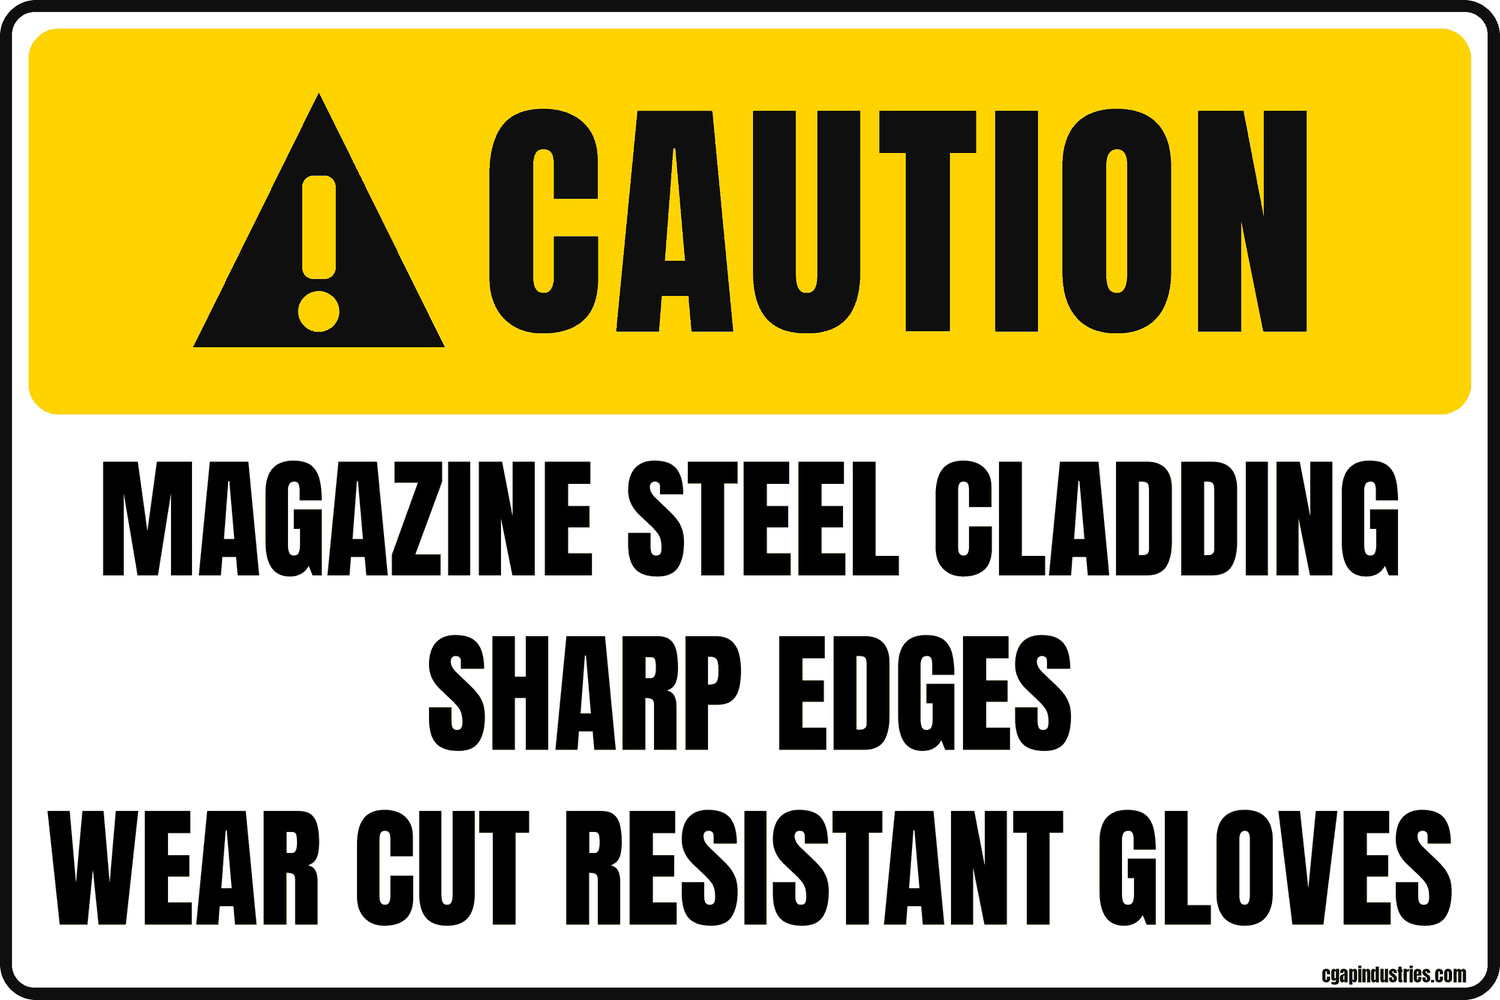 CAUTION
MAGAZINE STEEL CLADDING
SHARP EDGES
WEAR CUT RESISTANT GLOVES
cgapindustries.com